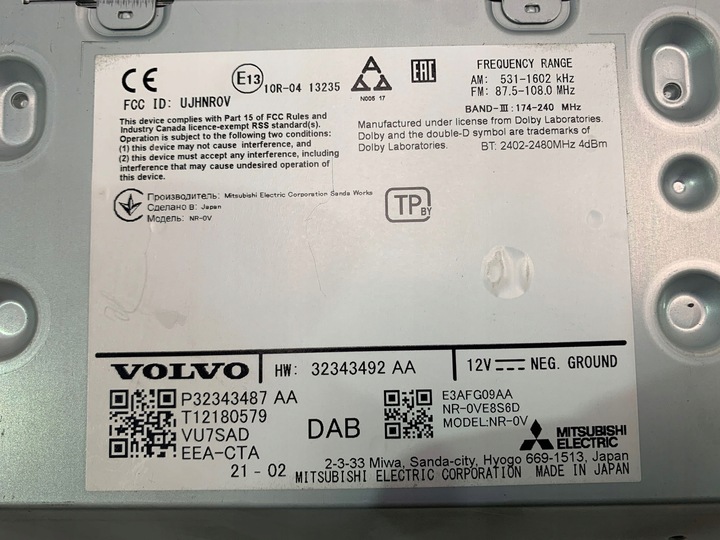 CE
E13
10R-04 13235
N005 17
EAC
FREQUENCY RANGE
AM: 531-1602 kHz
FM: 87.5-108.0 MHz
BAND-III: 174-240 MHz
FCC ID: UJHNR0V
This device complies with Part 15 of FCC Rules and
Industry Canada licence-exempt RSS standard(s).
Operation is subject to the following two conditions:
(1) this device may not cause interference, and
(2) this device must accept any interference, including
interference that may cause undesired operation of
this device.
Manufactured under license from Dolby Laboratories.
Dolby and the double-D symbol are trademarks of
Dolby Laboratories.
BT: 2402-2480MHz 4dBm
Производитель: Mitsubishi Electric Corporation Sanda Works
Сделано в: Japan
Модель: NR-0V
TP BY
VOLVO
HW: 32343492 AA
12V NEG. GROUND
P32343487 AA
T12180579
VU7SAD
EEA-CTA
21-02
DAB
E3AFG09AA
NR-0VE8S6D
MODEL:NR-0V
MITSUBISHI
ELECTRIC
2-3-33 Miwa, Sanda-city, Hyogo 669-1513, Japan
MITSUBISHI ELECTRIC CORPORATION MADE IN JAPAN